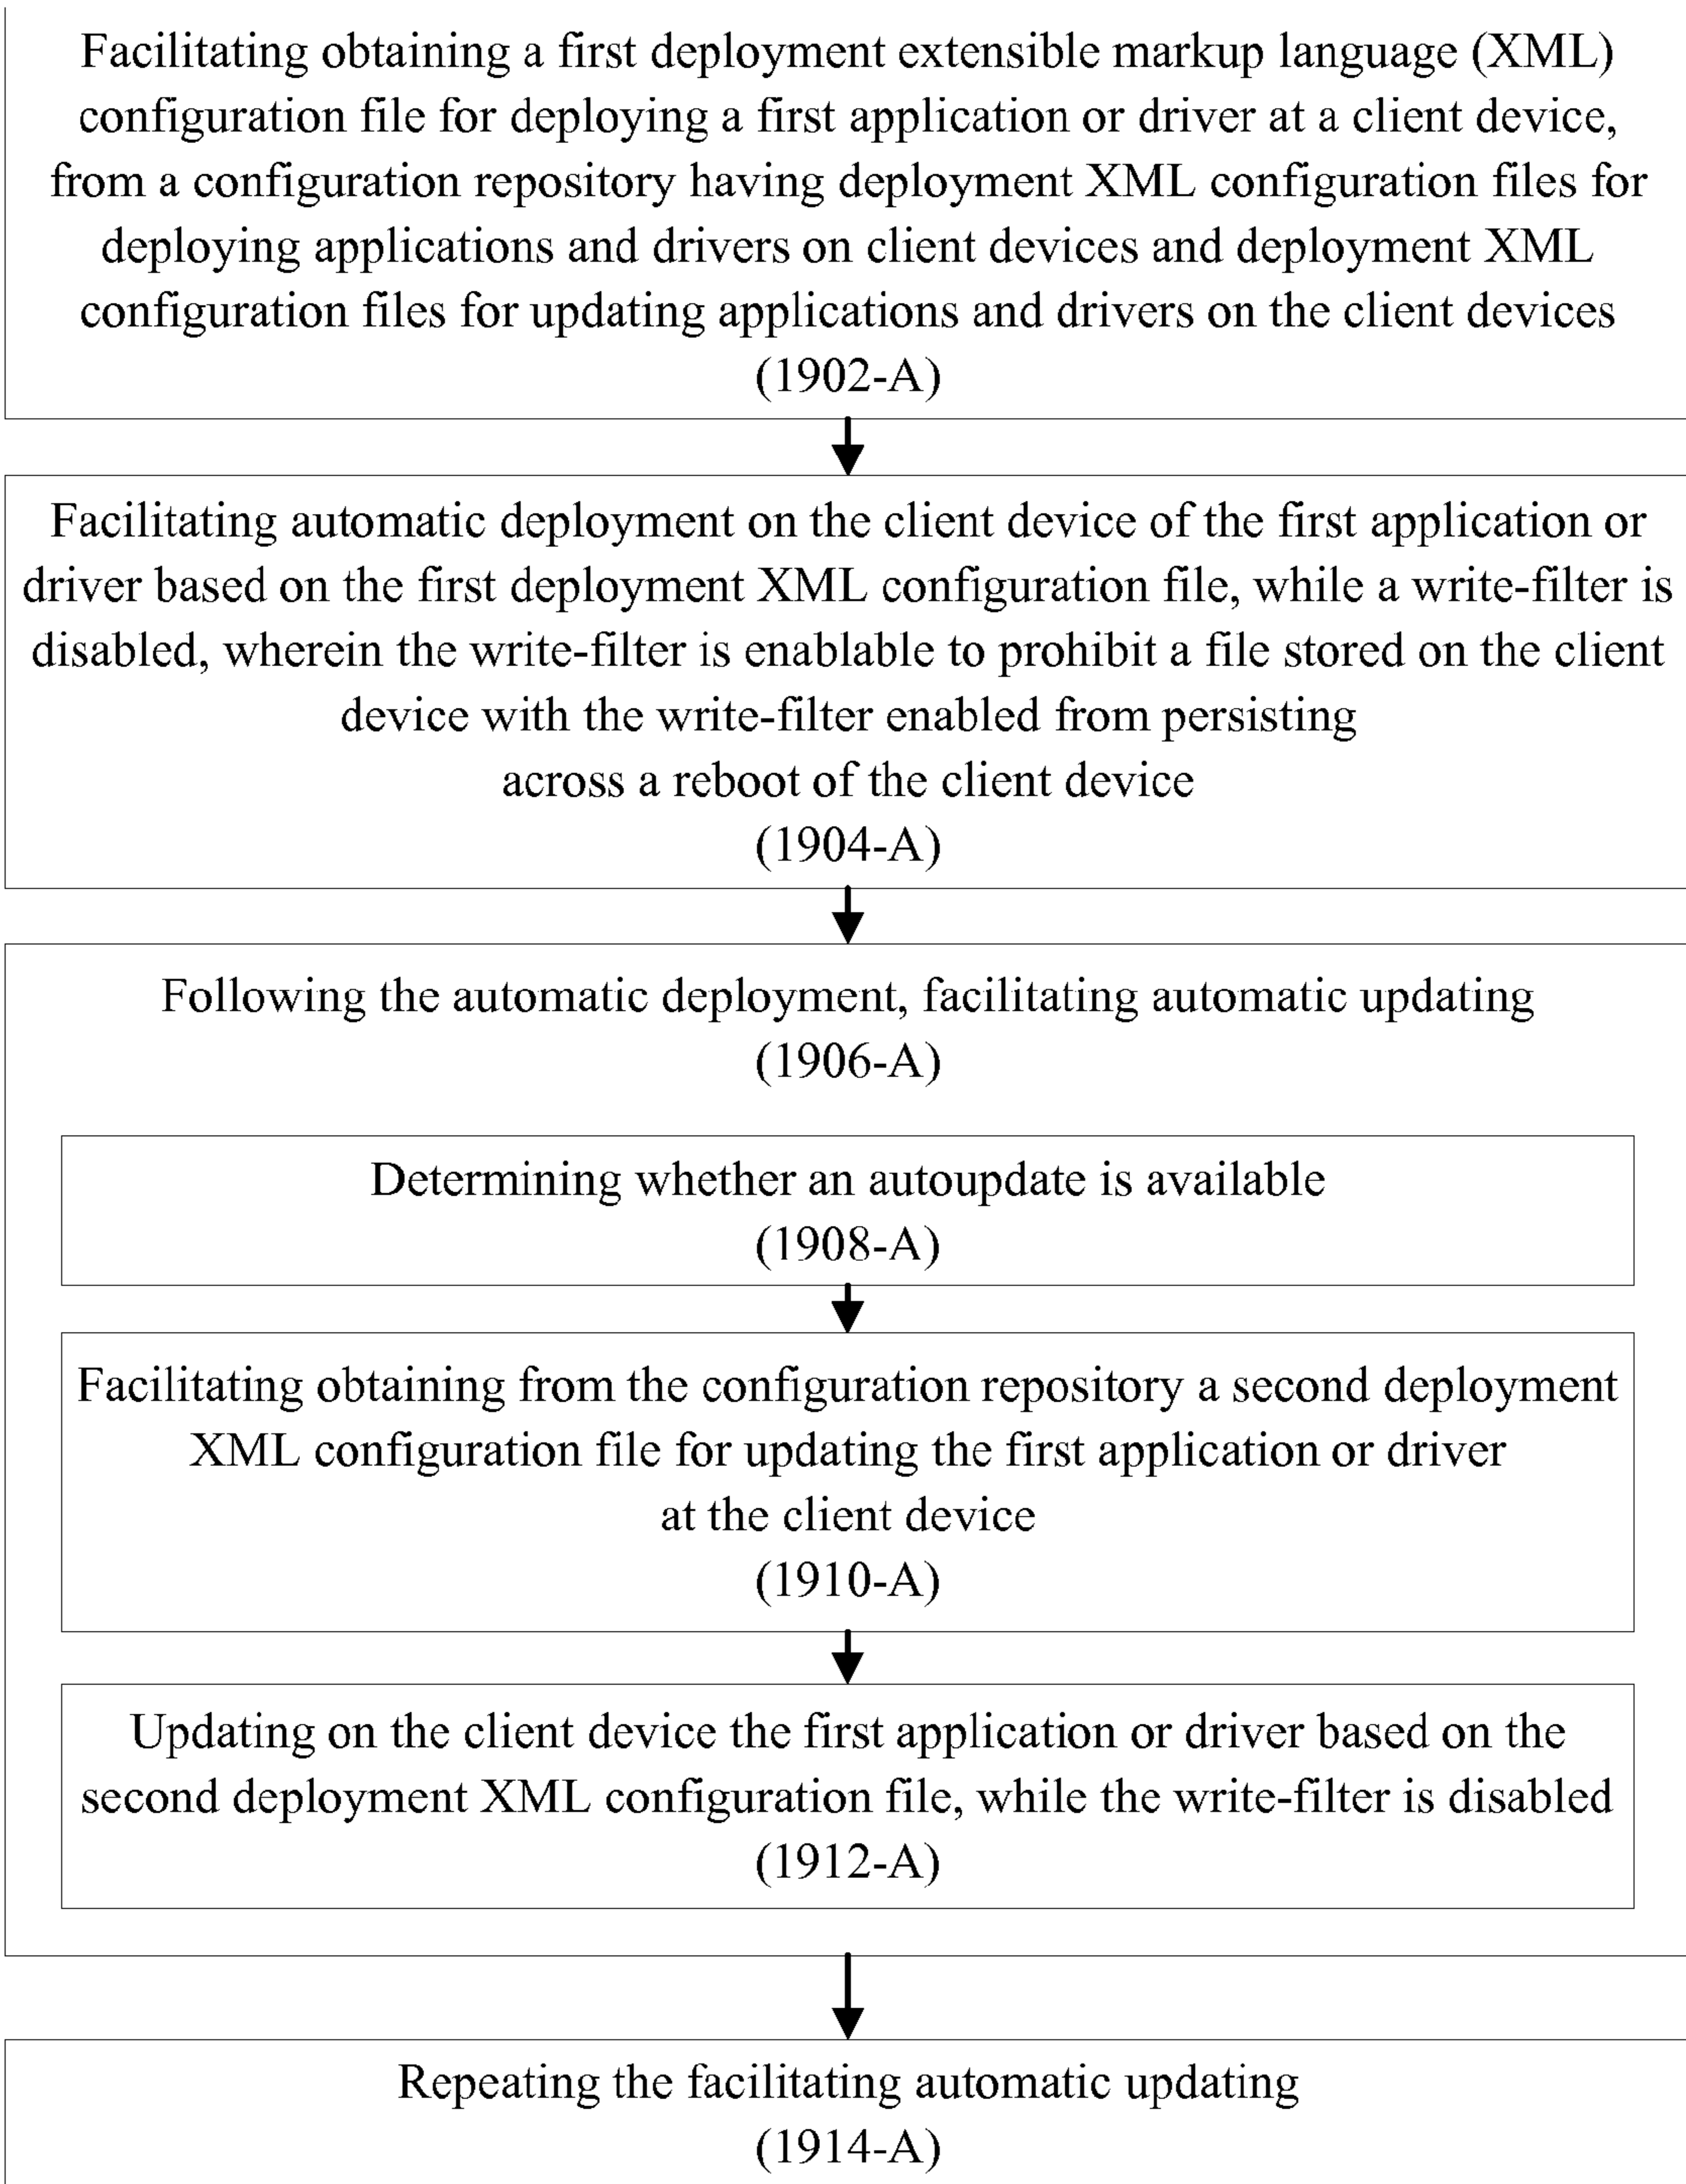 Facilitating obtaining a first deployment extensible markup language (XML)
configuration file for deploying a first application or driver at a client device,
from a configuration repository having deployment XML configuration files for
deploying applications and drivers on client devices and deployment XML
configuration files for updating applications and drivers on the client devices
(1902-A)
Facilitating automatic deployment on the client device of the first application or
driver based on the first deployment XML configuration file, while a write-filter is
disabled, wherein the write-filter is enablable to prohibit a file stored on the client
device with the write-filter enabled from persisting
across a reboot of the client device
(1904-A)
Following the automatic deployment, facilitating automatic updating
(1906-A)
Determining whether an autoupdate is available
(1908-A)
Facilitating obtaining from the configuration repository a second deployment
XML configuration file for updating the first application or driver
at the client device
(1910-A)
Updating on the client device the first application or driver based on the
second deployment XML configuration file, while the write-filter is disabled
(1912-A)
Repeating the facilitating automatic updating
(1914-A)